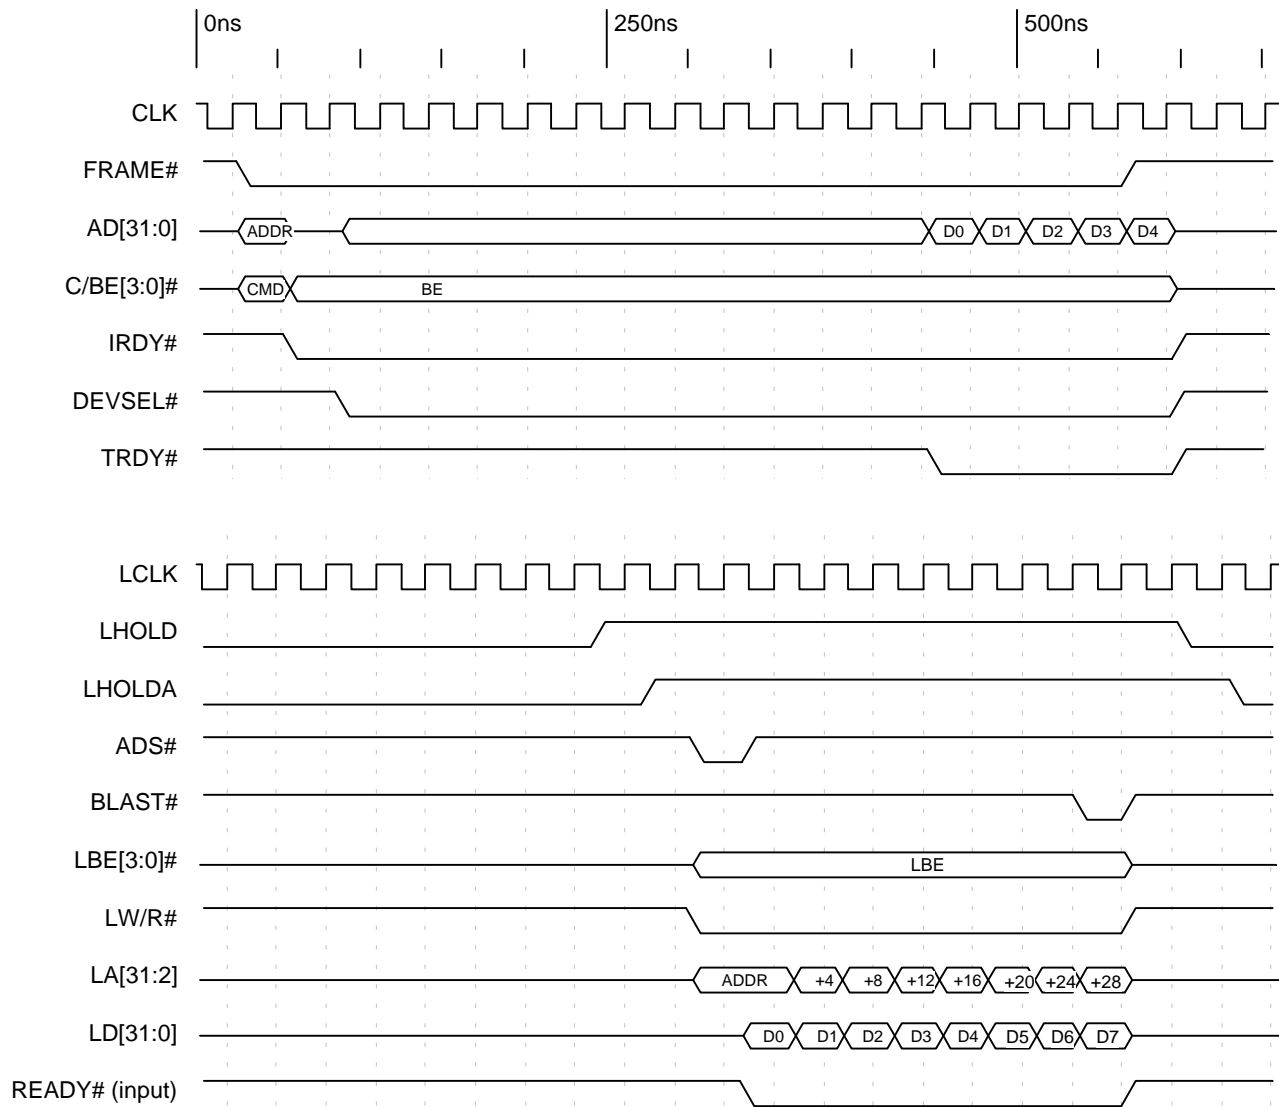 0ns 250ns 500ns
CLK
FRAME#
AD[31:0] ADDR D0 D1 D2 D3 D4
C/BE[3:0]# CMD BE
IRDY#
DEVSEL#
TRDY#
LCLK
LHOLD
LHOLDA
ADS#
BLAST#
LBE[3:0]# LBE
LW/R#
LA[31:2] ADDR +4 +8 +12 +16 +20 +24 +28
LD[31:0] D0 D1 D2 D3 D4 D5 D6 D7
READY# (input)